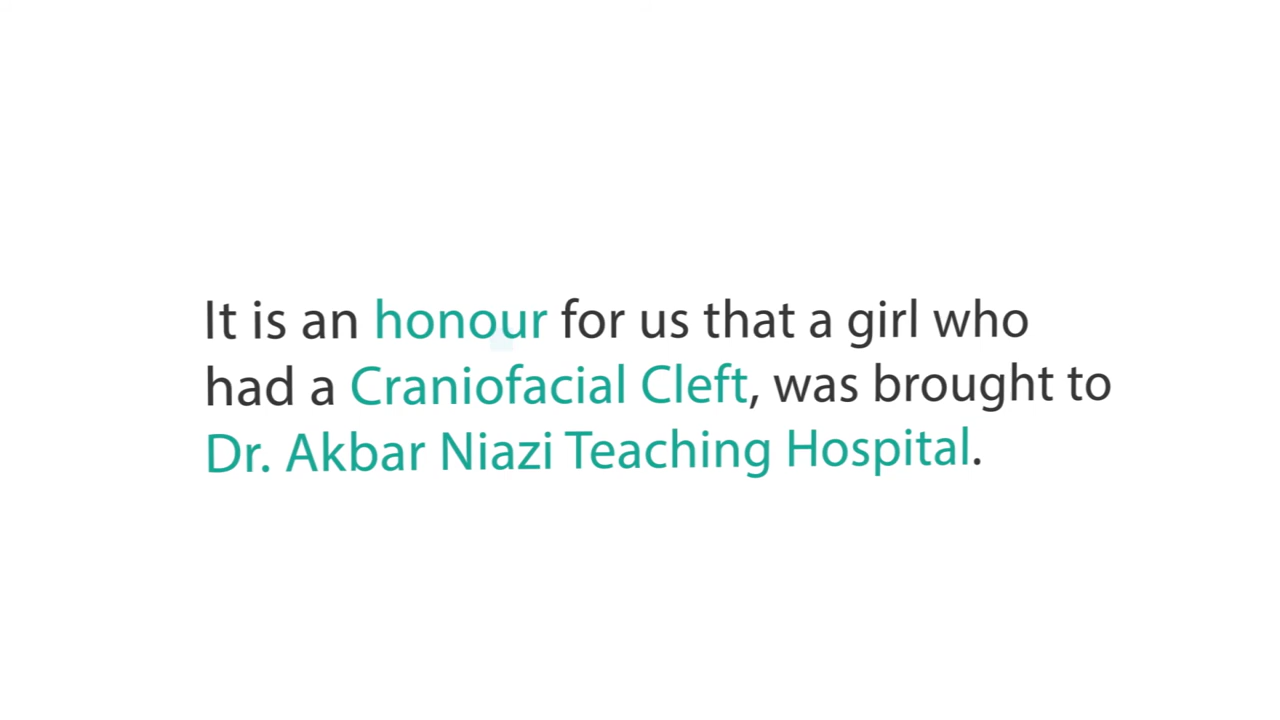 It is an honour for us that a girl who
had a Craniofacial Cleft, was brought to
Dr. Akbar Niazi Teaching Hospital.